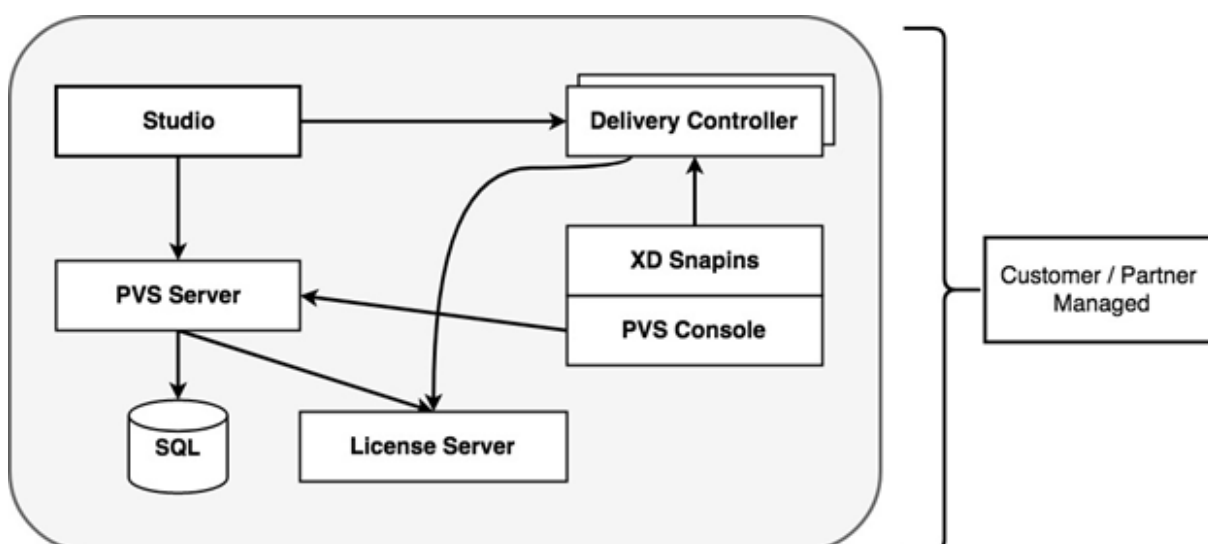 Studio
Delivery Controller
XD Snapins
PVS Server
PVS Console
SQL
License Server
Customer / Partner
Managed